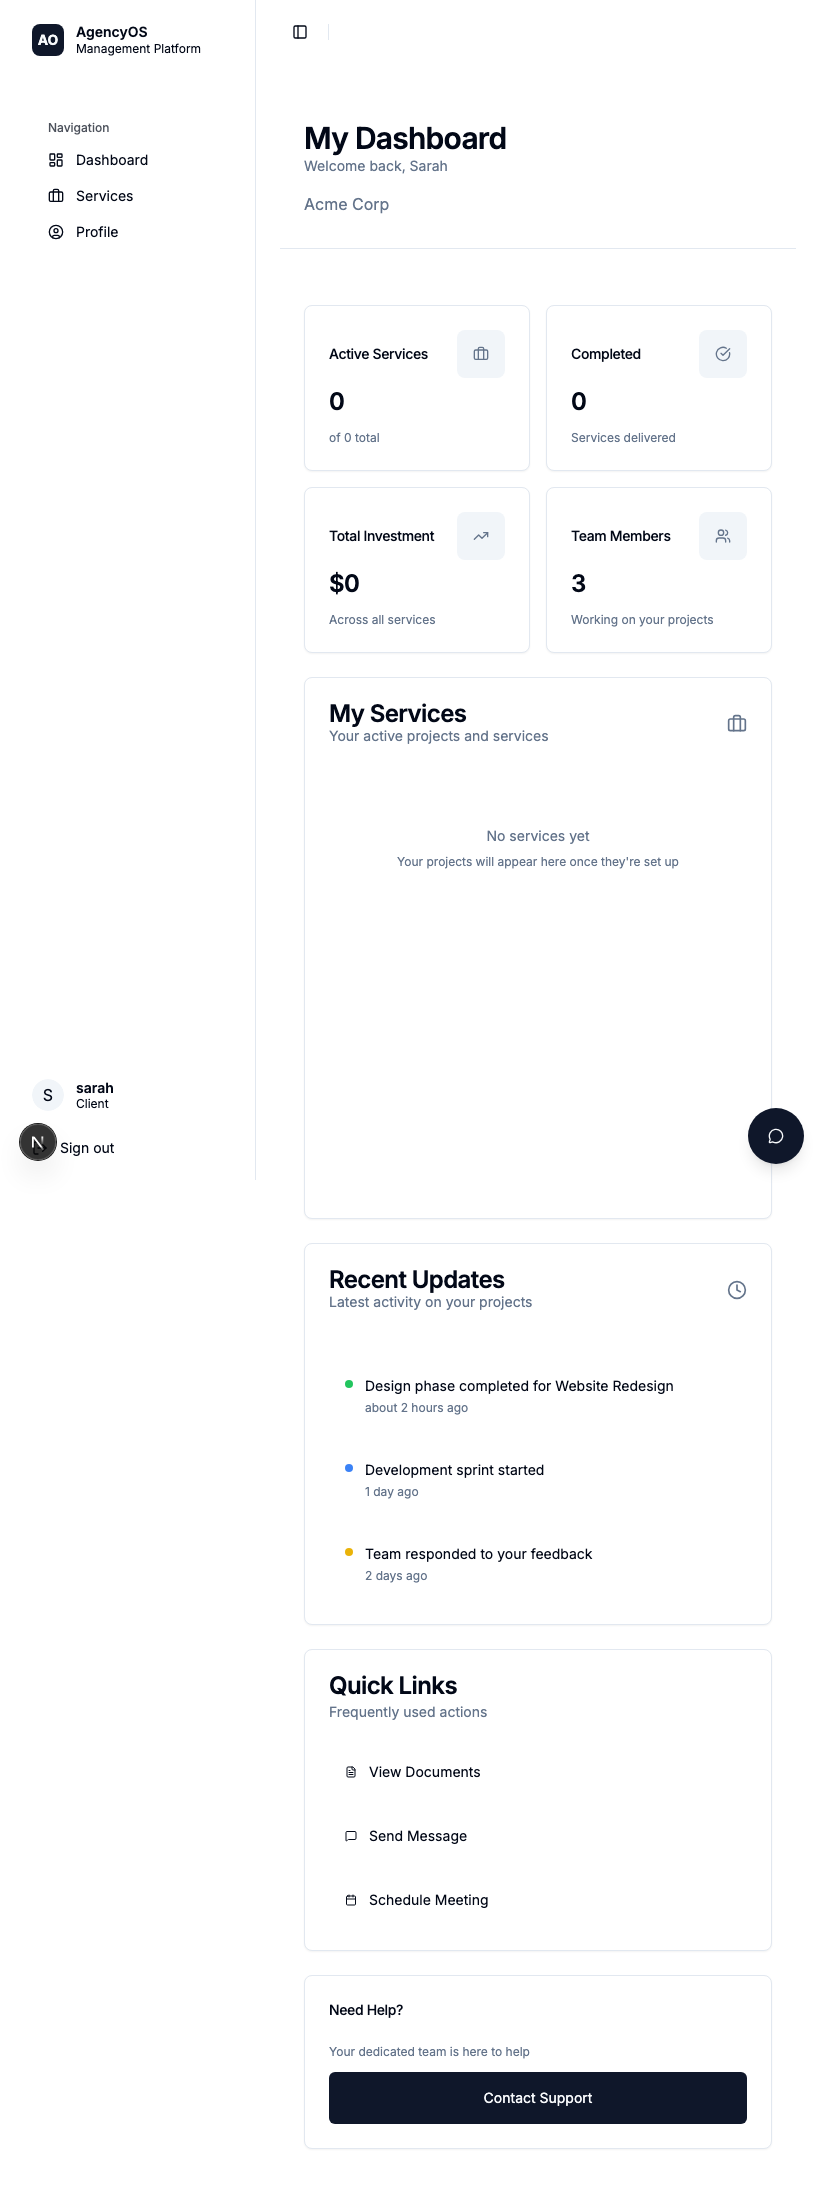 AO
AgencyOS
Management Platform
Navigation
Dashboard
Services
Profile
sarah
S
Client
N
Sign out
My Dashboard
Welcome back, Sarah
Acme Corp
Active Services
0
of 0 total
Completed
0
Services delivered
Total Investment
$0
Across all services
Team Members
3
Working on your projects
My Services
Your active projects and services
No services yet
Your projects will appear here once they're set up
Recent Updates
Latest activity on your projects
Design phase completed for Website Redesign
about 2 hours ago
Development sprint started
1 day ago
Team responded to your feedback
2 days ago
Quick Links
Frequently used actions
View Documents
Send Message
Schedule Meeting
Need Help?
Your dedicated team is here to help
Contact Support